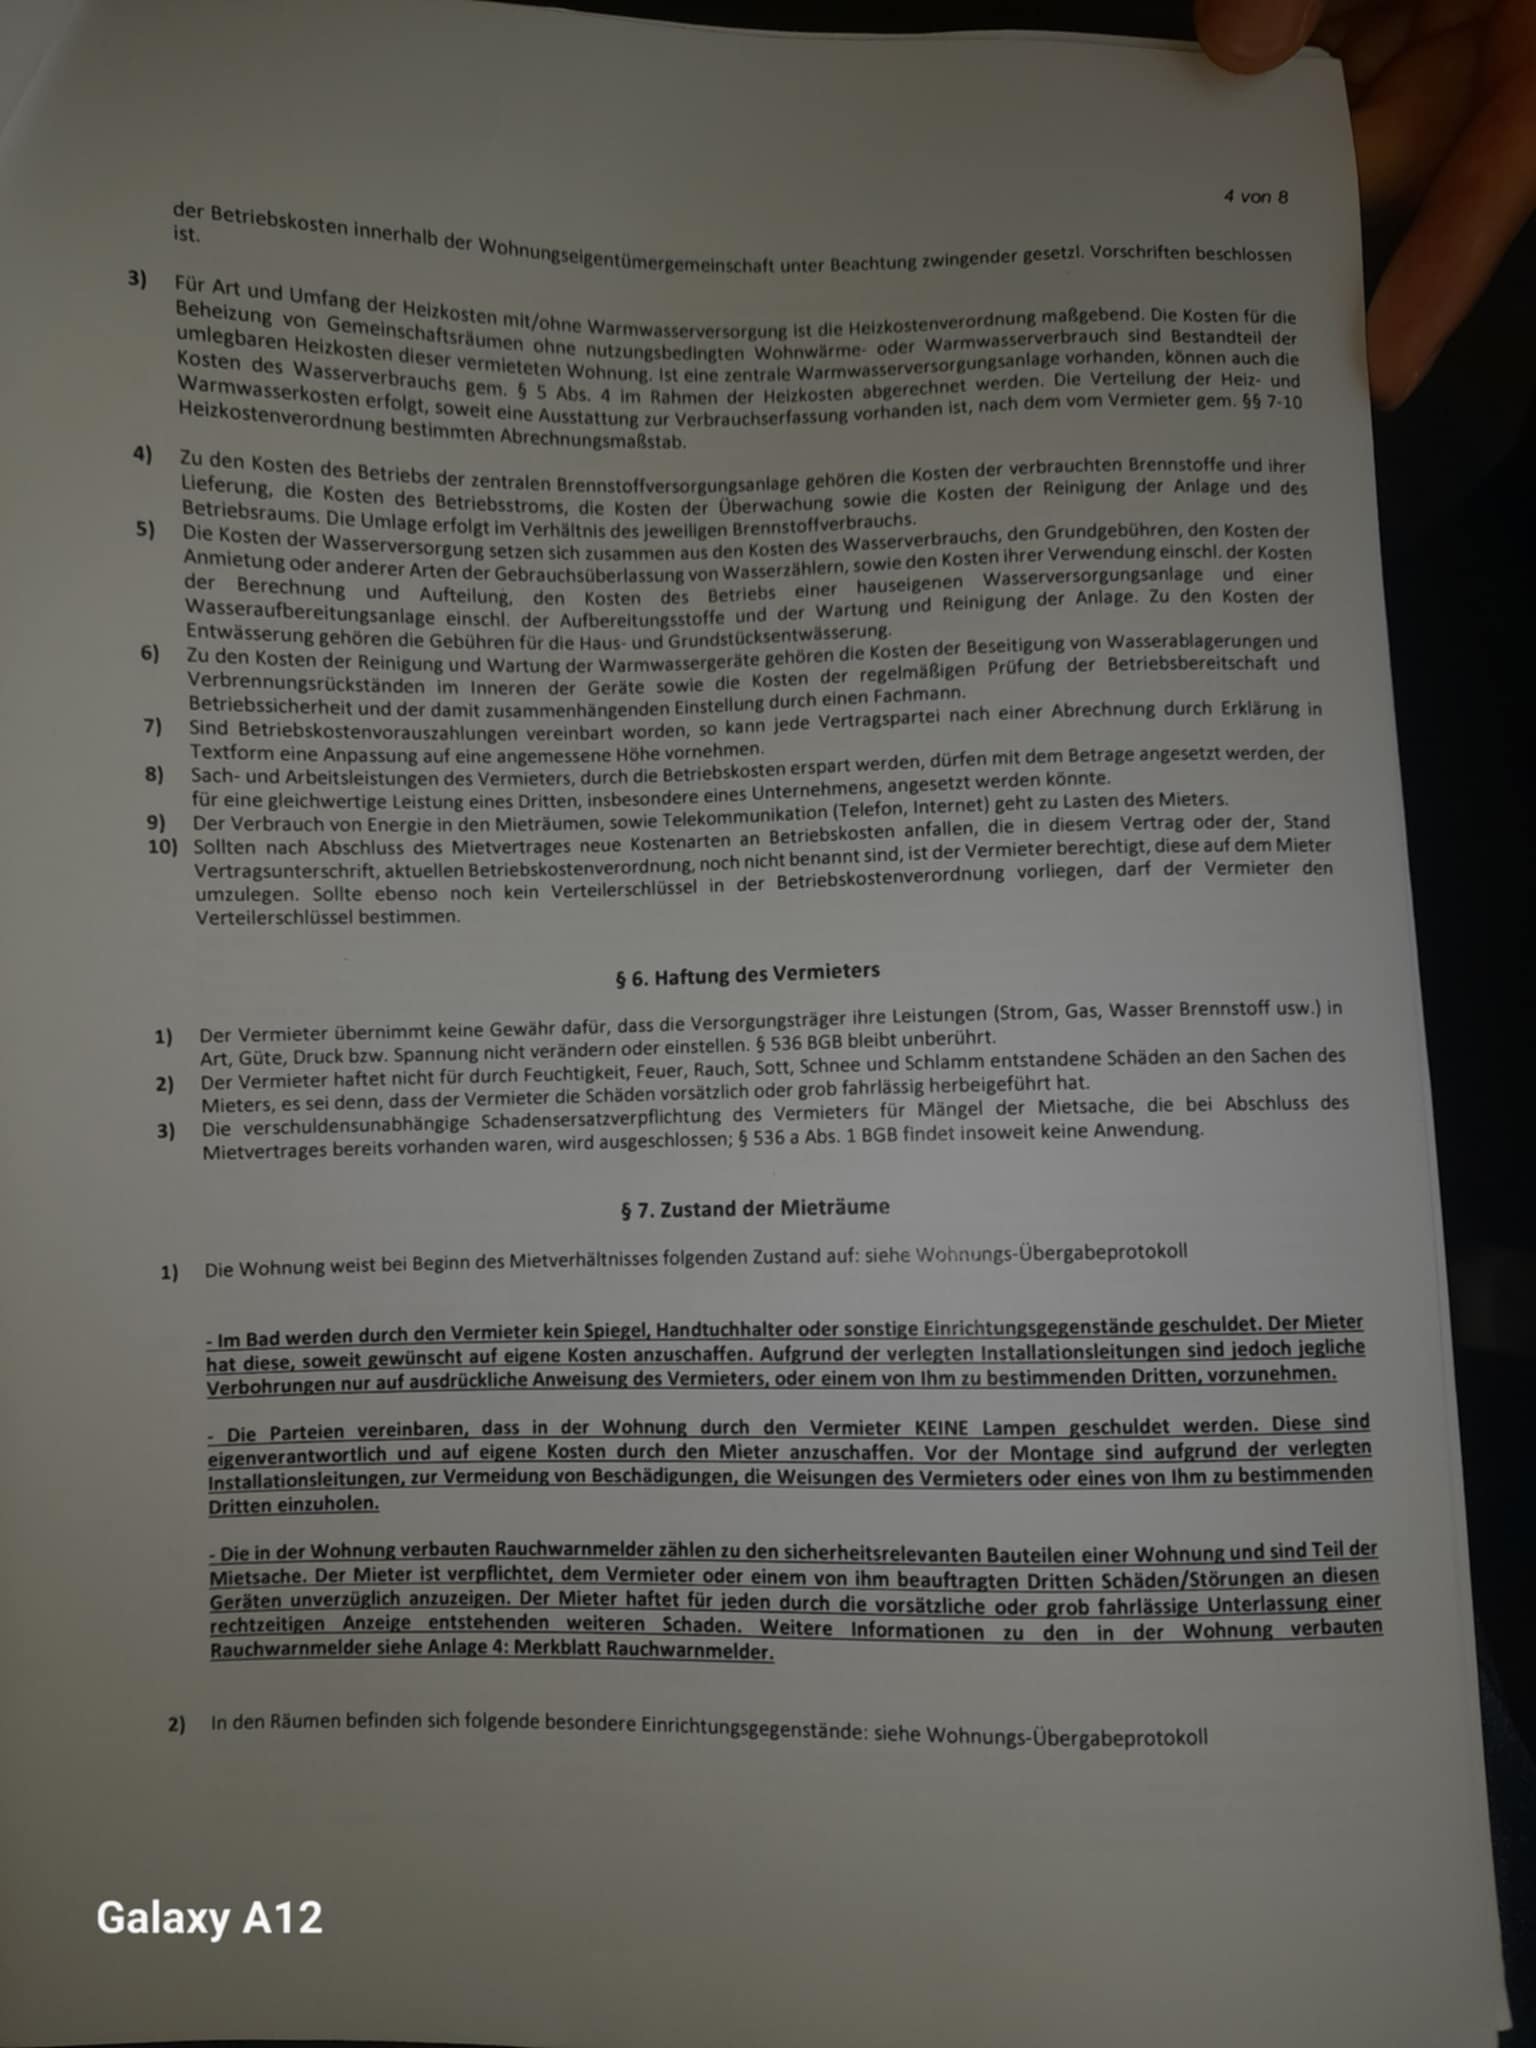 4 von 8
der Betriebskosten innerhalb der Wohnungseigentümergemeinschaft unter Beachtung zwingender gesetzl. Vorschriften beschlossen
ist.
3) Für Art und Umfang der Heizkosten mit/ohne Warmwasserversorgung ist die Heizkostenverordnung maßgebend. Die Kosten für die
Beheizung von Gemeinschaftsräumen ohne nutzungsbedingten Wohnwärme- oder Warmwasserverbrauch sind Bestandteil der
umlegbaren Heizkosten dieser vermieteten Wohnung. Ist eine zentrale Warmwasserversorgungsanlage vorhanden, können auch die
Kosten des Wasserverbrauchs gem. § 5 Abs. 4 im Rahmen der Heizkosten abgerechnet werden. Die Verteilung der Heiz- und
Warmwasserkosten erfolgt, soweit eine Ausstattung zur Verbrauchserfassung vorhanden ist, nach dem vom Vermieter gem. §§ 7-10
Heizkostenverordnung bestimmten Abrechnungsmaßstab.
4) Zu den Kosten des Betriebs der zentralen Brennstoffversorgungsanlage gehören die Kosten der verbrauchten Brennstoffe und ihrer
Lieferung, die Kosten des Betriebsstroms, die Kosten der Überwachung sowie die Kosten der Reinigung der Anlage und des
Betriebsraums. Die Umlage erfolgt im Verhältnis des jeweiligen Brennstoffverbrauchs.
5) Die Kosten der Wasserversorgung setzen sich zusammen aus den Kosten des Wasserverbrauchs, den Grundgebühren, den Kosten der
Anmietung oder anderer Arten der Gebrauchsüberlassung von Wasserzählern, sowie den Kosten ihrer Verwendung einschl. der Kosten
der Berechnung und Aufteilung, den Kosten des Betriebs einer hauseigenen Wasserversorgungsanlage und einer
Wasseraufbereitungsanlage einschl. der Aufbereitungsstoffe und der Wartung und Reinigung der Anlage. Zu den Kosten der
Entwässerung gehören die Gebühren für die Haus- und Grundstücksentwässerung.
6) Zu den Kosten der Reinigung und Wartung der Warmwassergeräte gehören die Kosten der Beseitigung von Wasserablagerungen und
Verbrennungsrückständen im Inneren der Geräte sowie die Kosten der regelmäßigen Prüfung der Betriebsbereitschaft und
Betriebssicherheit und der damit zusammenhängenden Einstellung durch einen Fachmann.
7) Sind Betriebskostenvorauszahlungen vereinbart worden, so kann jede Vertragspartei nach einer Abrechnung durch Erklärung in
Textform eine Anpassung auf eine angemessene Höhe vornehmen.
8) Sach- und Arbeitsleistungen des Vermieters, durch die Betriebskosten erspart werden, dürfen mit dem Betrage angesetzt werden, der
für eine gleichwertige Leistung eines Dritten, insbesondere eines Unternehmens, angesetzt werden könnte.
9) Der Verbrauch von Energie in den Mieträumen, sowie Telekommunikation (Telefon, Internet) geht zu Lasten des Mieters.
10) Sollten nach Abschluss des Mietvertrages neue Kostenarten an Betriebskosten anfallen, die in diesem Vertrag oder der, Stand
Vertragsunterschrift, aktuellen Betriebskostenverordnung, noch nicht benannt sind, ist der Vermieter berechtigt, diese auf dem Mieter
umzulegen. Sollte ebenso noch kein Verteilerschlüssel in der Betriebskostenverordnung vorliegen, darf der Vermieter den
Verteilerschlüssel bestimmen.
§ 6. Haftung des Vermieters
1) Der Vermieter übernimmt keine Gewähr dafür, dass die Versorgungsträger ihre Leistungen (Strom, Gas, Wasser Brennstoff usw.) in
Art, Güte, Druck bzw. Spannung nicht verändern oder einstellen. § 536 BGB bleibt unberührt.
2) Der Vermieter haftet nicht für durch Feuchtigkeit, Feuer, Rauch, Sott, Schnee und Schlamm entstandene Schäden an den Sachen des
Mieters, es sei denn, dass der Vermieter die Schäden vorsätzlich oder grob fahrlässig herbeigeführt hat.
3) Die verschuldensunabhängige Schadensersatzverpflichtung des Vermieters für Mängel der Mietsache, die bei Abschluss des
Mietvertrages bereits vorhanden waren, wird ausgeschlossen; § 536 a Abs. 1 BGB findet insoweit keine Anwendung.
§ 7. Zustand der Mieträume
1) Die Wohnung weist bei Beginn des Mietverhältnisses folgenden Zustand auf: siehe Wohnungs-Übergabeprotokoll
- Im Bad werden durch den Vermieter kein Spiegel, Handtuchhalter oder sonstige Einrichtungsgegenstände geschuldet. Der Mieter
hat diese, soweit gewünscht auf eigene Kosten anzuschaffen. Aufgrund der verlegten Installationsleitungen sind jedoch jegliche
Verbohrungen nur auf ausdrückliche Anweisung des Vermieters, oder einem von Ihm zu bestimmenden Dritten, vorzunehmen.
- Die Parteien vereinbaren, dass in der Wohnung durch den Vermieter KEINE Lampen geschuldet werden. Diese sind
eigenverantwortlich und auf eigene Kosten durch den Mieter anzuschaffen. Vor der Montage sind aufgrund der verlegten
Installationsleitungen, zur Vermeidung von Beschädigungen, die Weisungen des Vermieters oder eines von Ihm zu bestimmenden
Dritten einzuholen.
- Die in der Wohnung verbauten Rauchwarnmelder zählen zu den sicherheitsrelevanten Bauteilen einer Wohnung und sind Teil der
Mietsache. Der Mieter ist verpflichtet, dem Vermieter oder einem von ihm beauftragten Dritten Schäden/Störungen an diesen
Geräten unverzüglich anzuzeigen. Der Mieter haftet für jeden durch die vorsätzliche oder grob fahrlässige Unterlassung einer
rechtzeitigen Anzeige entstehenden weiteren Schaden. Weitere Informationen zu den in der Wohnung verbauten
Rauchwarnmelder siehe Anlage 4: Merkblatt Rauchwarnmelder.
2) In den Räumen befinden sich folgende besondere Einrichtungsgegenstände: siehe Wohnungs-Übergabeprotokoll
Galaxy A12